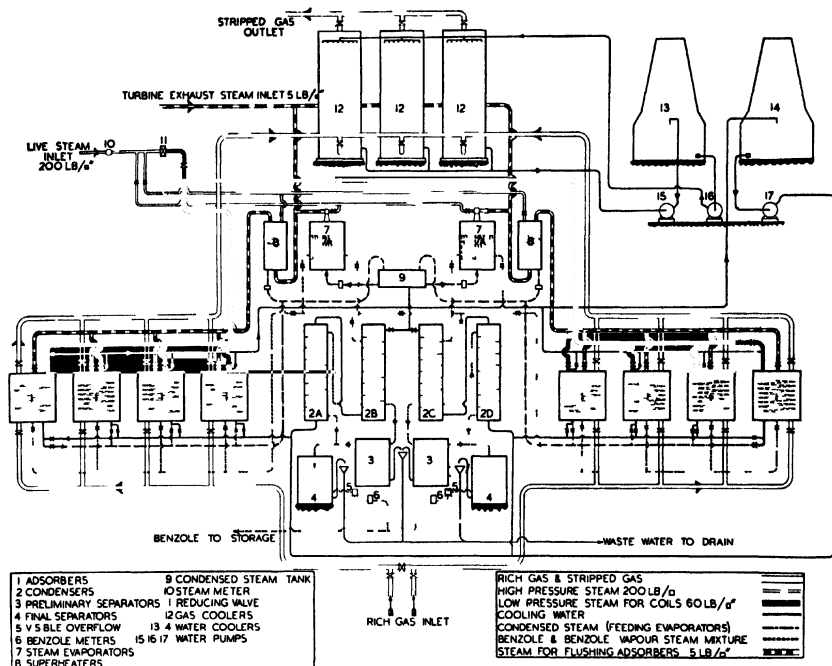 STRIPPED GAS
OUTLET
TURBINE EXHAUST STEAM INLET 5 LB/□"
LIVE STEAM
INLET
200 LB/□"
10
11
12
12
12
13
14
15
16
17
8
7
7
8
9
2A
2B
2C
2D
3
3
4
5
6
6
5
4
BENZOLE TO STORAGE
WASTE WATER TO DRAIN
RICH GAS INLET
1 ADSORBERS
2 CONDENSERS
3 PRELIMINARY SEPARATORS
4 FINAL SEPARATORS
5 V S BLE OVERFLOW
6 BENZOLE METERS
7 STEAM EVAPORATORS
8 SUPERHEATERS
9 CONDENSED STEAM TANK
10 STEAM METER
1 REDUCING VALVE
12 GAS COOLERS
13 4 WATER COOLERS
15 16 17 WATER PUMPS
RICH GAS & STRIPPED GAS
HIGH PRESSURE STEAM 200 LB/□
LOW PRESSURE STEAM FOR COILS 60 LB/□"
COOLING WATER
CONDENSED STEAM (FEEDING EVAPORATORS)
BENZOLE & BENZOLE VAPOUR STEAM MIXTURE
STEAM FOR FLUSHING ADSORBERS 5 LB/□"